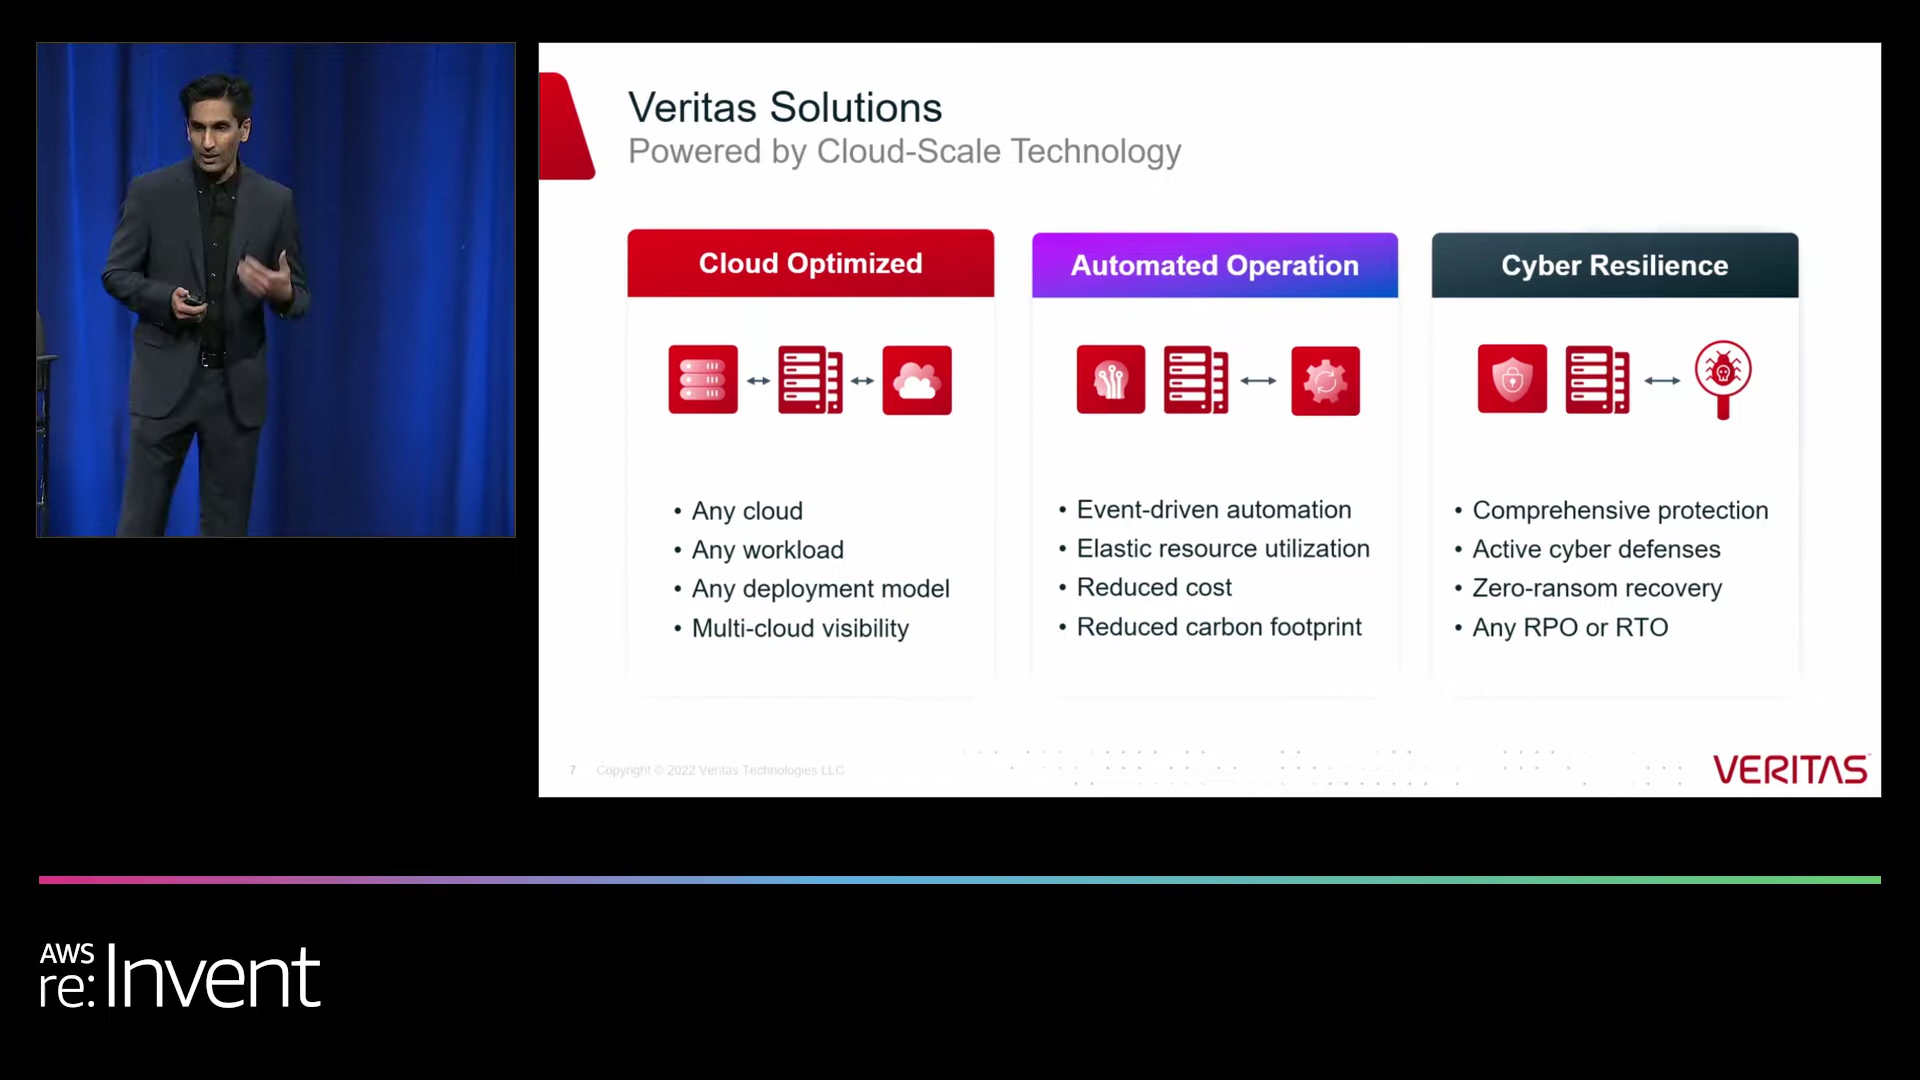 Veritas Solutions
Powered by Cloud-Scale Technology
Cloud Optimized
• Any cloud
• Any workload
• Any deployment model
• Multi-cloud visibility
Automated Operation
• Event-driven automation
• Elastic resource utilization
• Reduced cost
• Reduced carbon footprint
Cyber Resilience
• Comprehensive protection
• Active cyber defenses
• Zero-ransom recovery
• Any RPO or RTO
7 Copyright © 2022 Veritas Technologies LLC
VERITAS
AWS
re:Invent